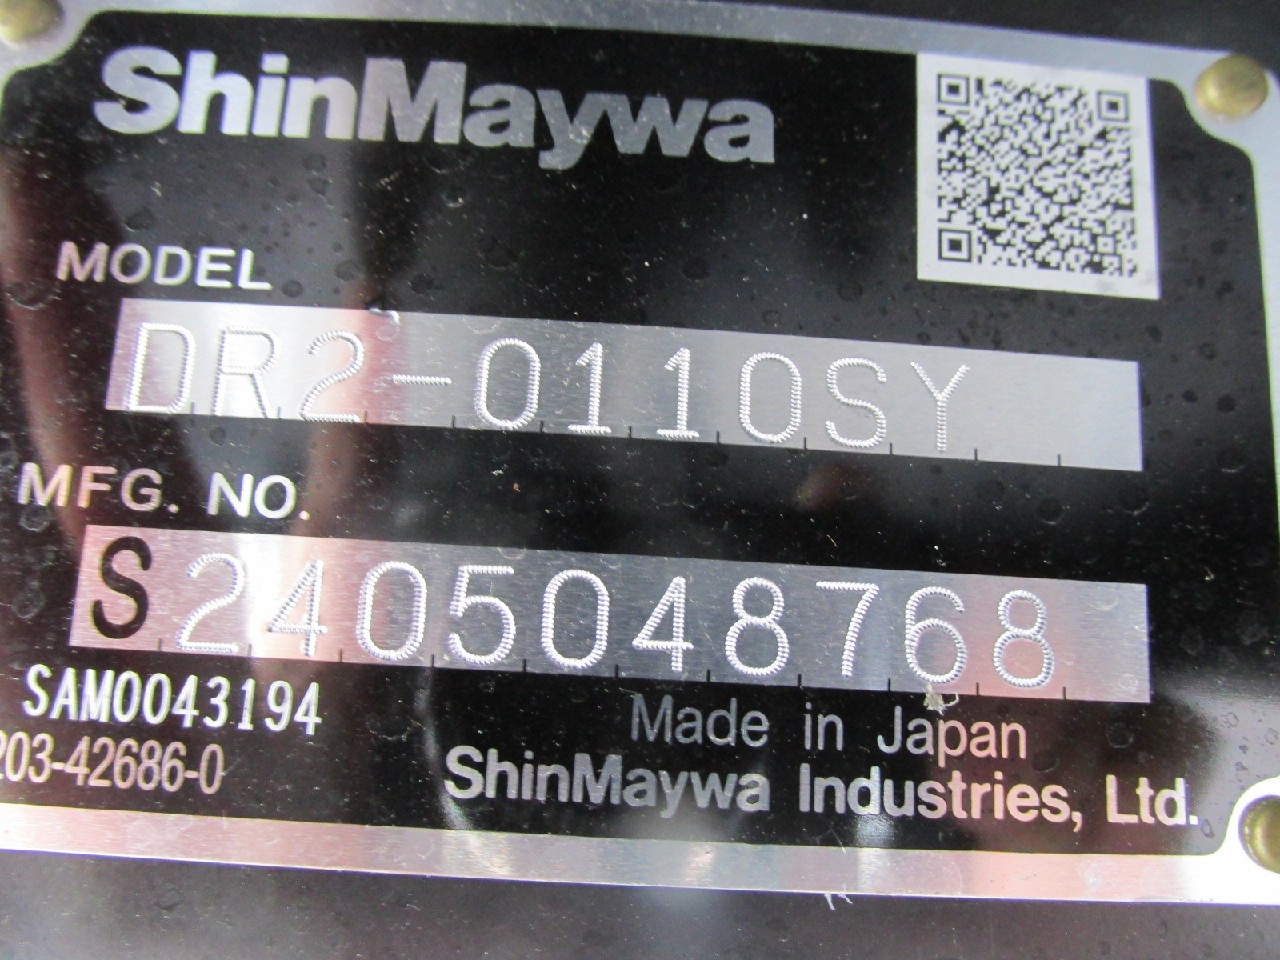 ShinMaywa
MODEL
DR2-0110SY
MFG. NO.
S2405048768
SAM0043194
203-42686-0
Made in Japan
ShinMaywa Industries, Ltd.